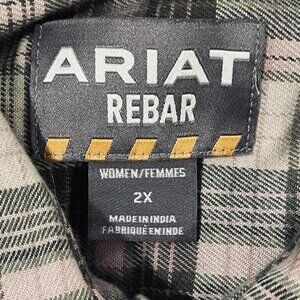 ARIAT
REBAR
WOMEN/FEMMES
2X
MADE IN INDIA
FABRIQUÉ EN INDE